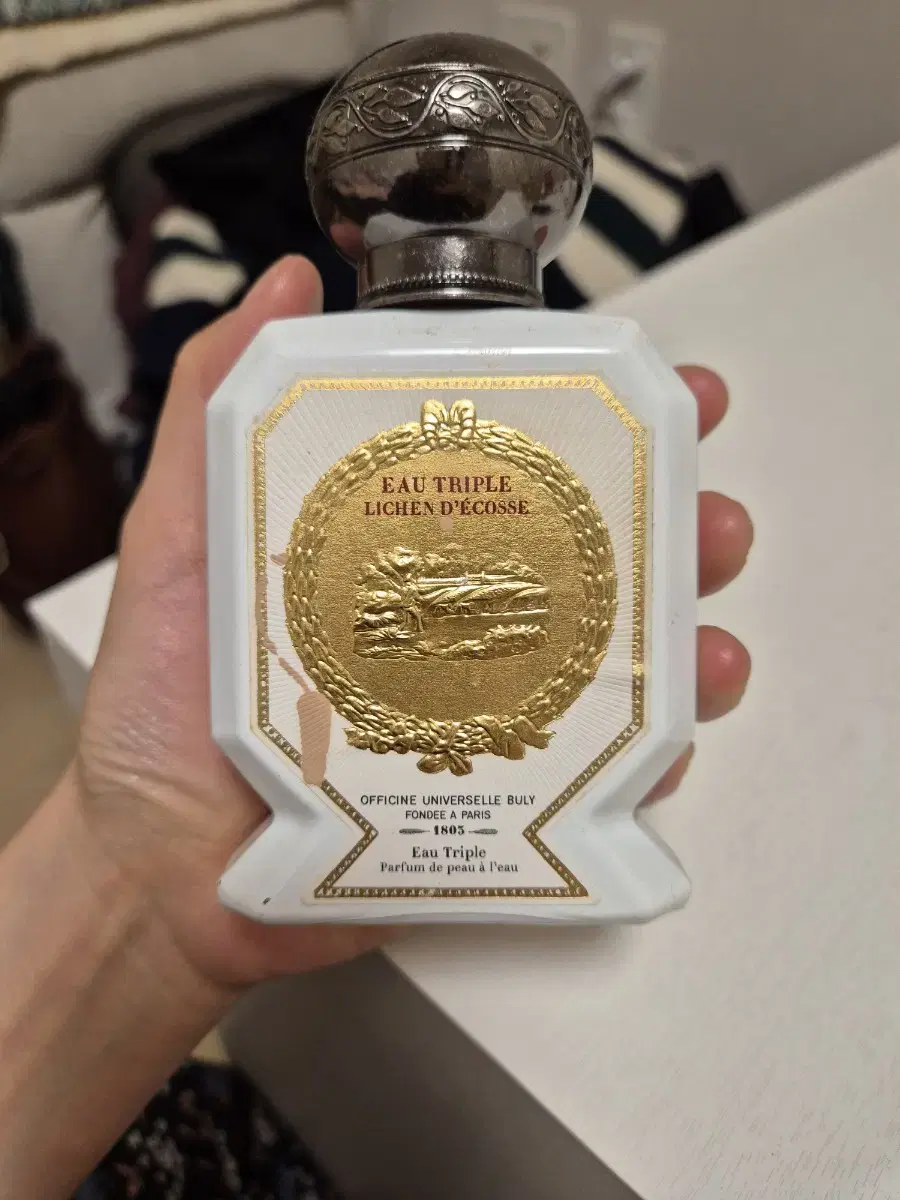 EAU TRIPLE
LICHEN D'ÉCOSSE
OFFICINE UNIVERSELLE BULY
FONDEE A PARIS
1803
Eau Triple
Parfum de peau à l'eau